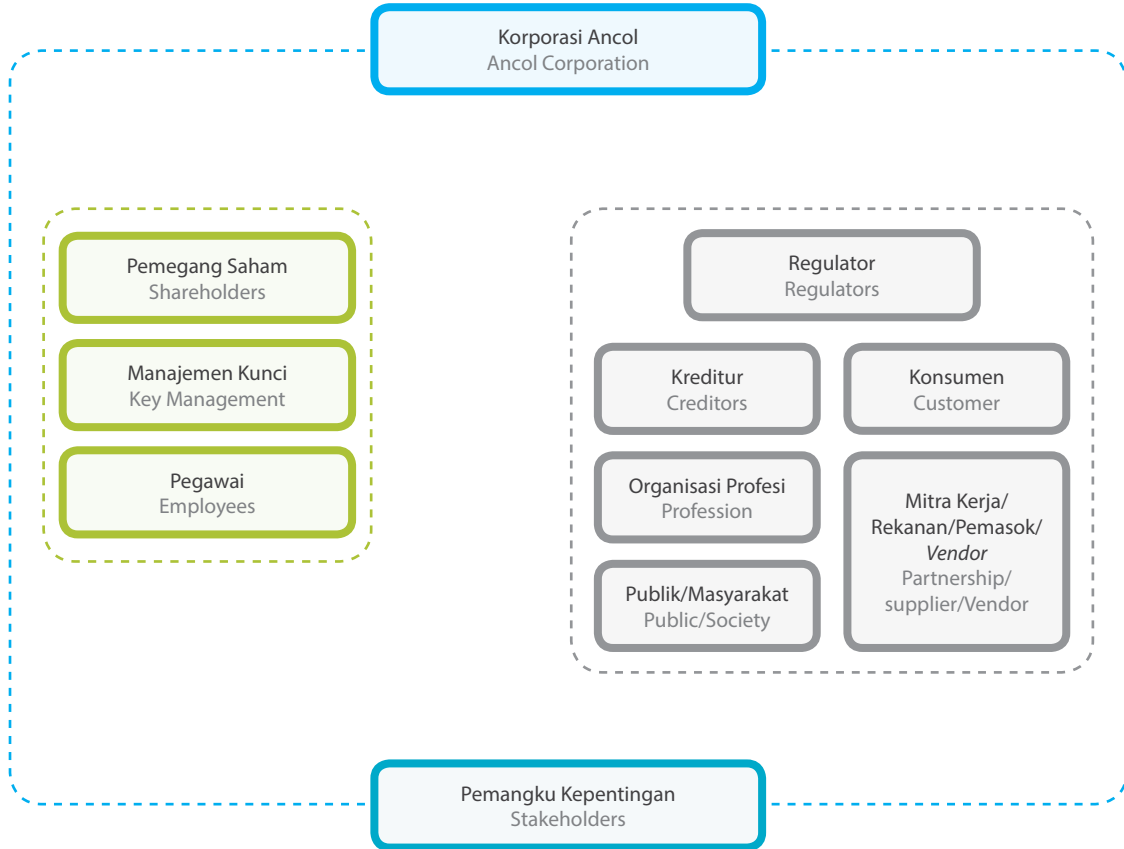 Korporasi Ancol
Ancol Corporation
Pemegang Saham
Shareholders
Manajemen Kunci
Key Management
Pegawai
Employees
Regulator
Regulators
Kreditur
Creditors
Konsumen
Customer
Organisasi Profesi
Profession
Publik/Masyarakat
Public/Society
Mitra Kerja/
Rekanan/Pemasok/
Vendor
Partnership/
supplier/Vendor
Pemangku Kepentingan
Stakeholders